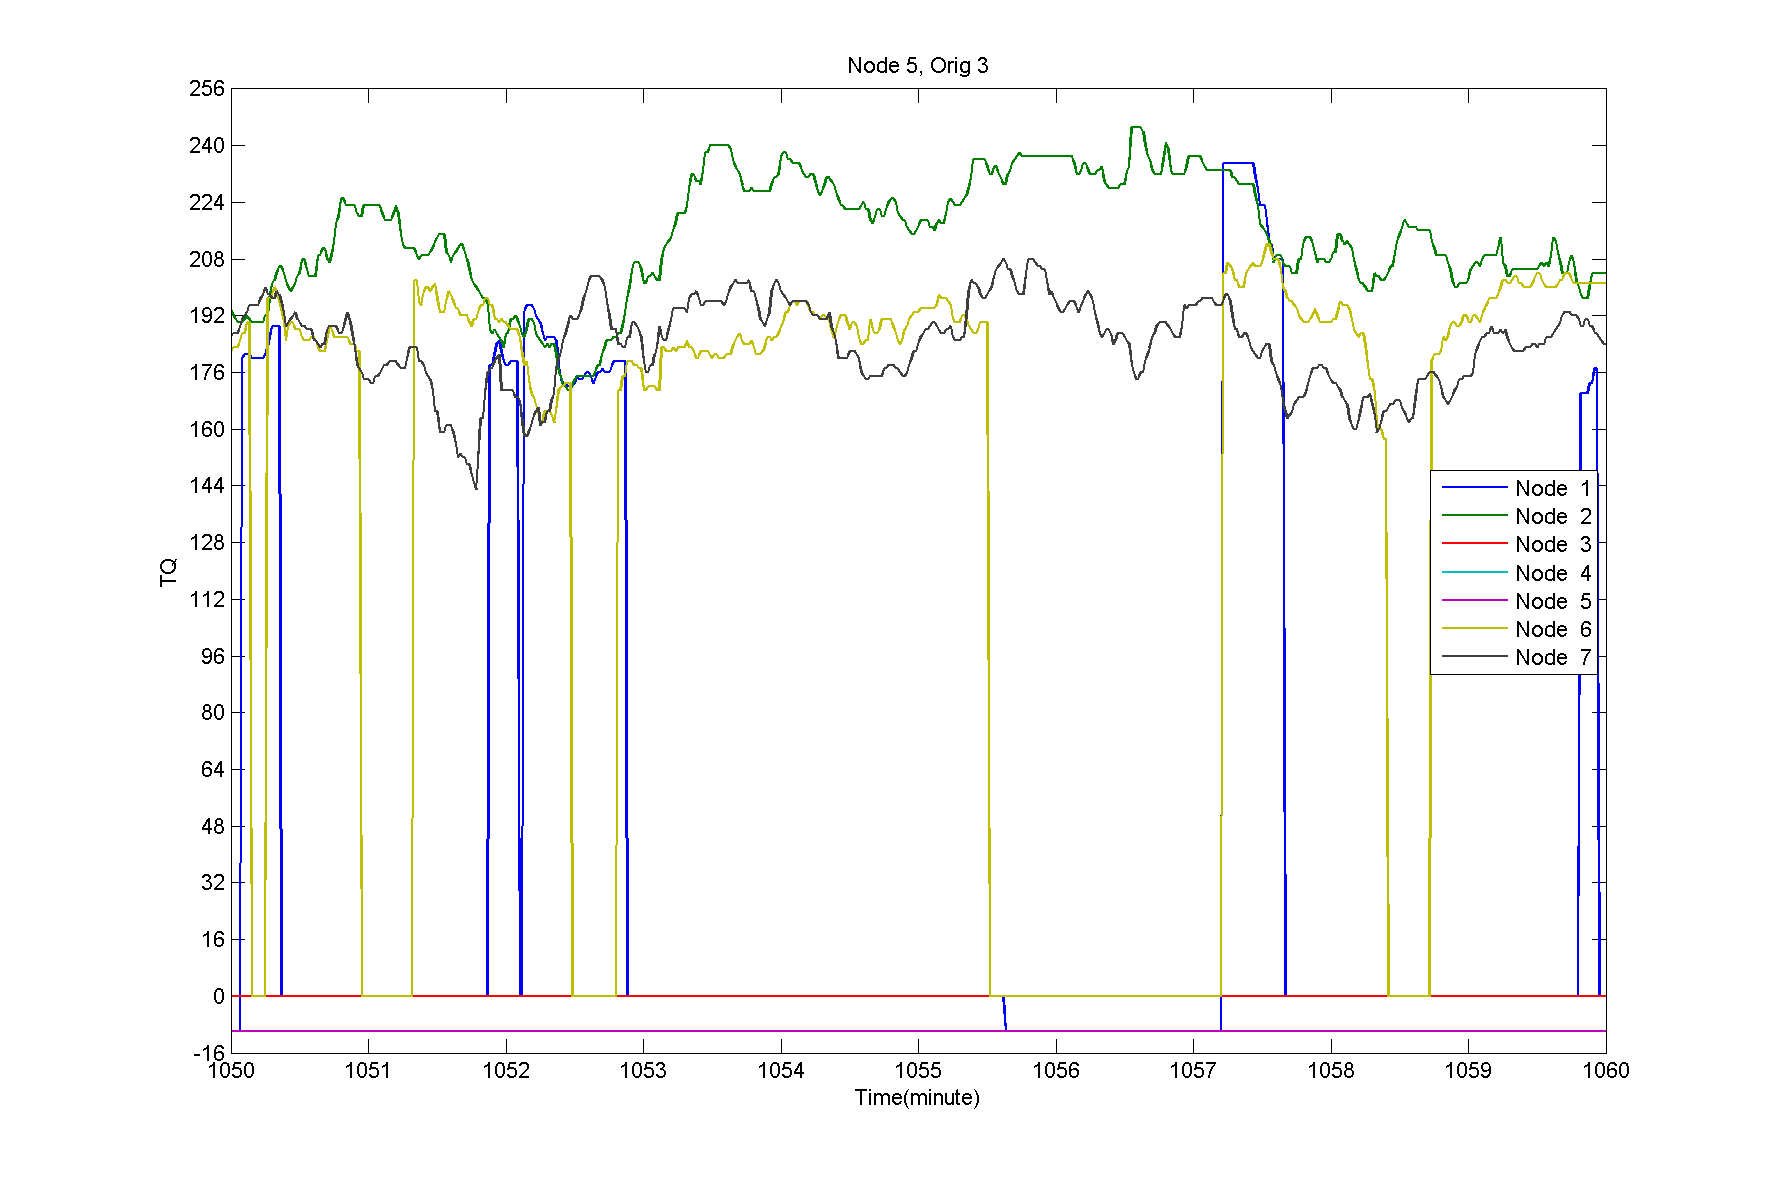 Node 5, Orig 3
256
240
224
208
192
176
160
144
128
112
96
80
64
48
32
16
0
-16
TQ
Node 1
Node 2
Node 3
Node 4
Node 5
Node 6
Node 7
1050 1051 1052 1053 1054 1055 1056 1057 1058 1059 1060
Time(minute)